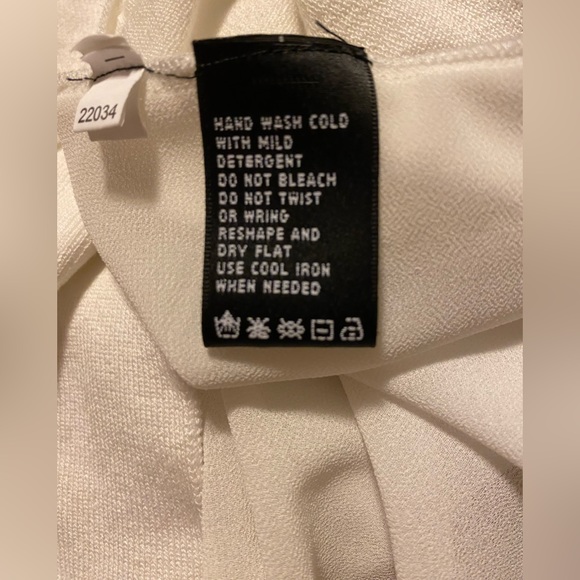 22034
HAND WASH COLD
WITH MILD
DETERGENT
DO NOT BLEACH
DO NOT TWIST
OR WRING
RESHAPE AND
DRY FLAT
USE COOL IRON
WHEN NEEDED